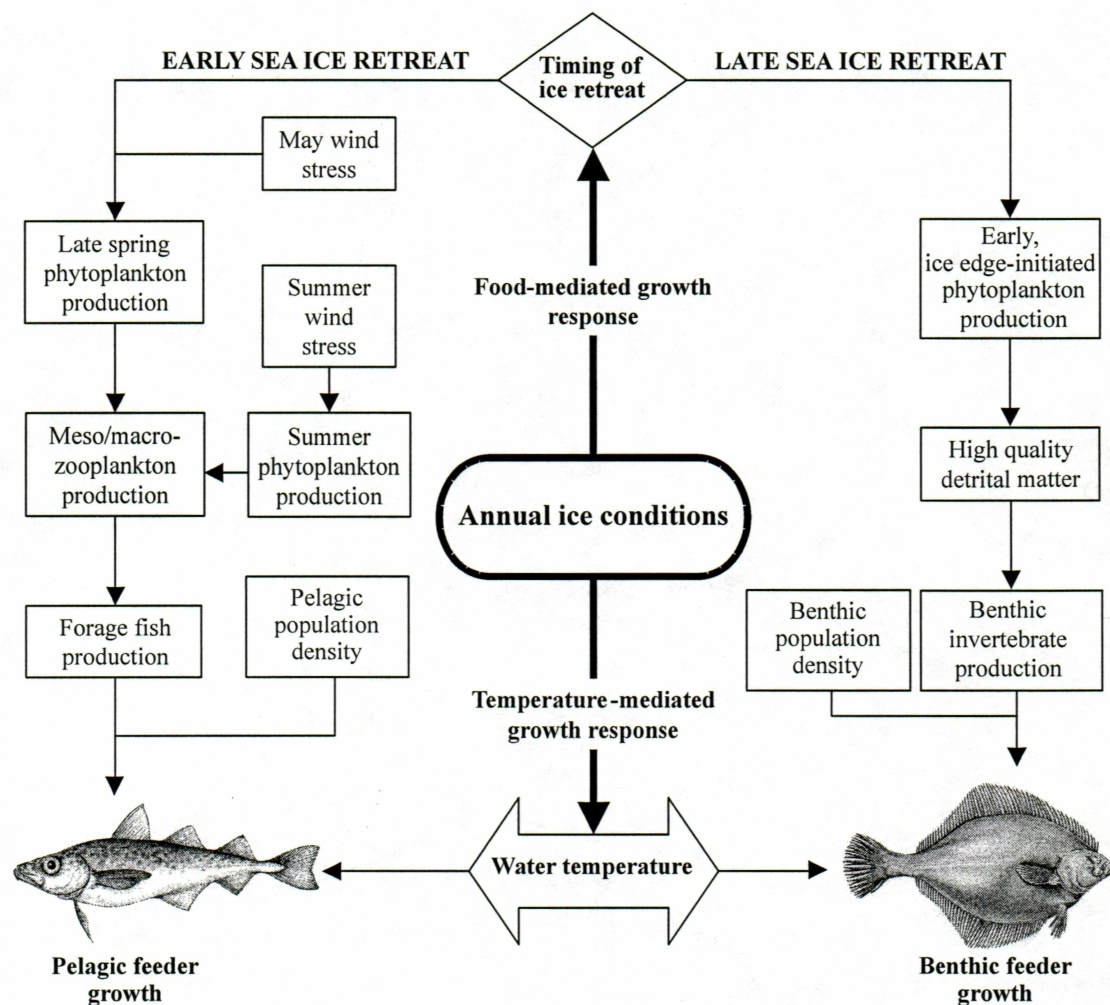 EARLY SEA ICE RETREAT
Timing of
ice retreat
LATE SEA ICE RETREAT
May wind
stress
Late spring
phytoplankton
production
Summer
wind
stress
Food-mediated growth
response
Early,
ice edge-initiated
phytoplankton
production
Meso/macro-
zooplankton
production
Summer
phytoplankton
production
High quality
detrital matter
Annual ice conditions
Forage fish
production
Pelagic
population
density
Benthic
population
density
Benthic
invertebrate
production
Temperature-mediated
growth response
Water temperature
Pelagic feeder
growth
Benthic feeder
growth